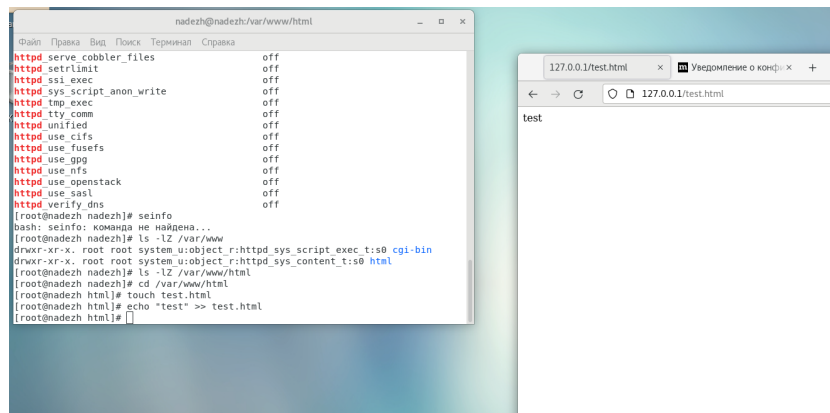 nadezh@nadezh:/var/www/html
Файл Правка Вид Поиск Терминал Справка
httpd_serve_cobbler_files off
httpd_setrlimit off
httpd_ssi_exec off
httpd_sys_script_anon_write off
httpd_tmp_exec off
httpd_tty_comm off
httpd_unified off
httpd_use_cifs off
httpd_use_fusefs off
httpd_use_gpg off
httpd_use_nfs off
httpd_use_openstack off
httpd_use_sasl off
httpd_verify_dns off
[root@nadezh nadezh]# seinfo
bash: seinfo: команда не найдена...
[root@nadezh nadezh]# ls -lZ /var/www
drwxr-xr-x. root root system_u:object_r:httpd_sys_script_exec_t:s0 cgi-bin
drwxr-xr-x. root root system_u:object_r:httpd_sys_content_t:s0 html
[root@nadezh nadezh]# ls -lZ /var/www/html
[root@nadezh nadezh]# cd /var/www/html
[root@nadezh html]# touch test.html
[root@nadezh html]# echo "test" >> test.html
[root@nadezh html]#
127.0.0.1/test.html
Уведомление о конфи
127.0.0.1/test.html
test